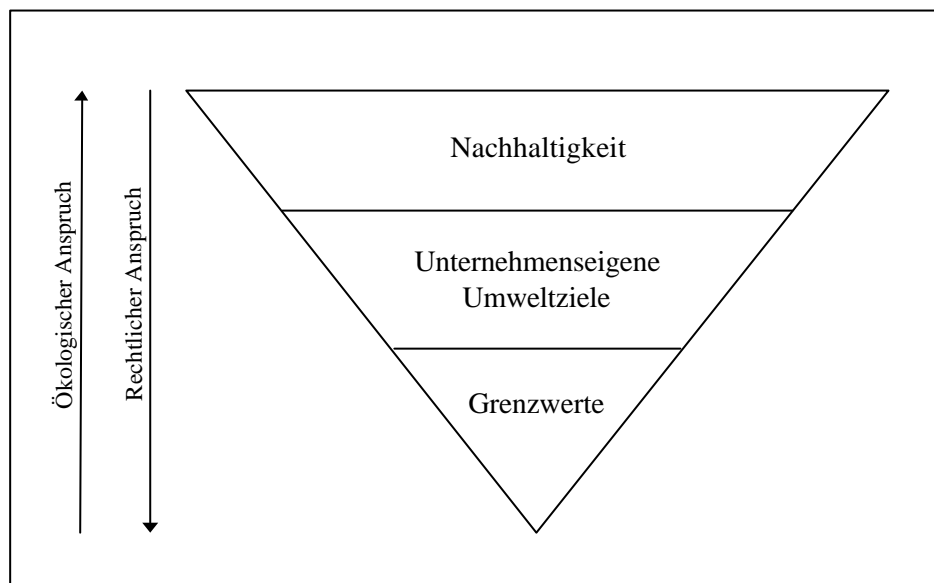 Ökologischer Anspruch
Rechtlicher Anspruch
Nachhaltigkeit
Unternehmenseigene
Umweltziele
Grenzwerte